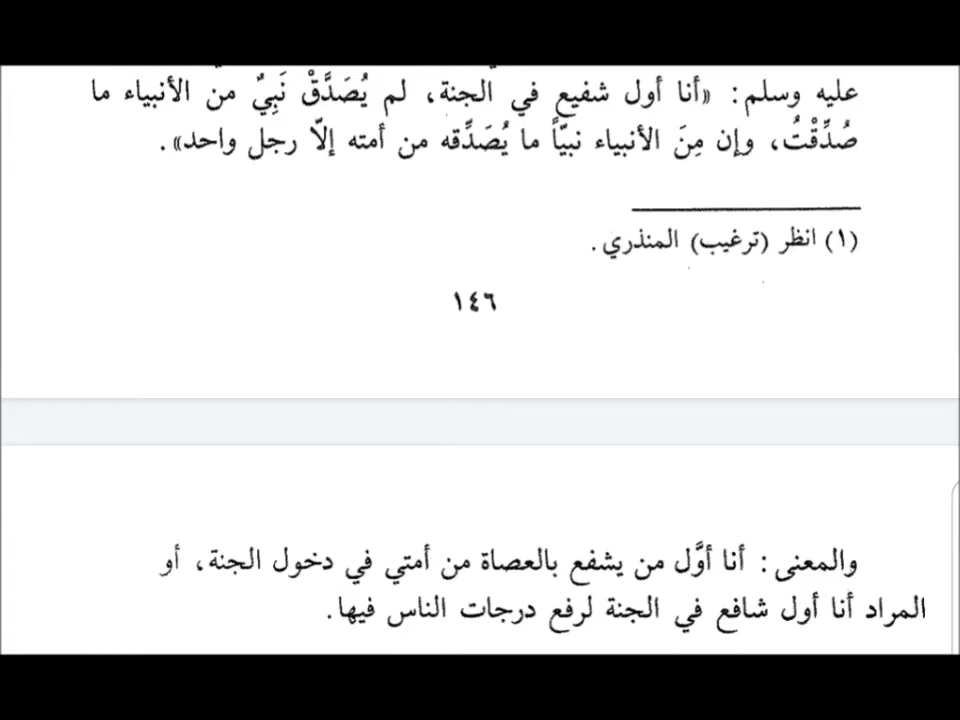 عليه وسلم: «أنا أول شفيع في الجنة، لم يُصَدَّقْ نَبِيٌ من الأنبياء ما
صُدِّقْتُ، وإن مِنَ الأنبياء نبيّاً ما يُصَدِّقه من أمته إلّا رجل واحد».
(١) انظر (ترغيب) المنذري.
١٤٦
والمعنى: أنا أوَّل من يشفع بالعصاة من أمتي في دخول الجنة، أو
المراد أنا أول شافع في الجنة لرفع درجات الناس فيها.